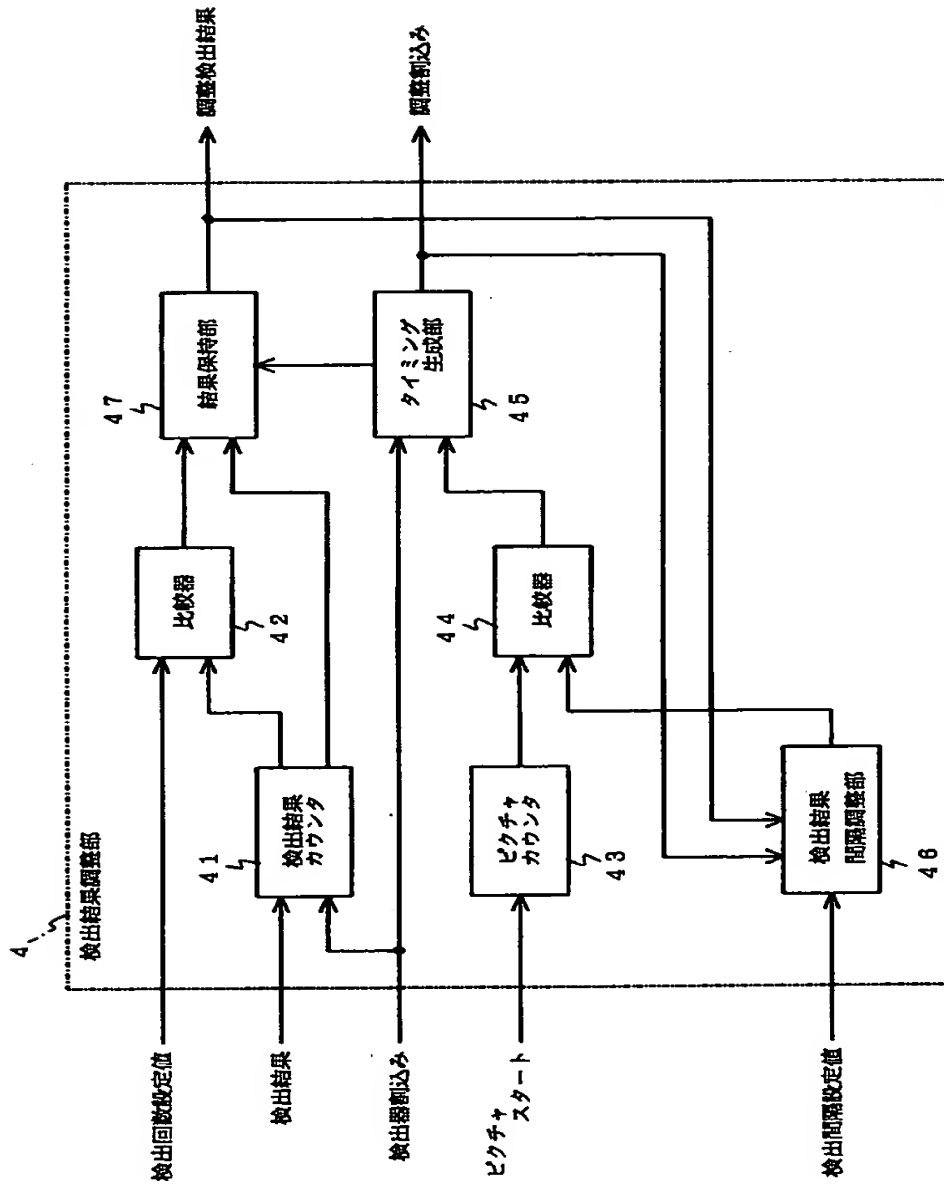 4
検出結果調整部
検出回数設定値
検出結果
検出器割込み
ピクチャ
スタート
検出間隔設定値
41
検出結果
カウンタ
比較器
42
ピクチャ
カウンタ
43
44
比較器
検出結果
間隔調整部
46
47
結果保持部
タイミング
生成部
45
調整検出結果
調整割込み